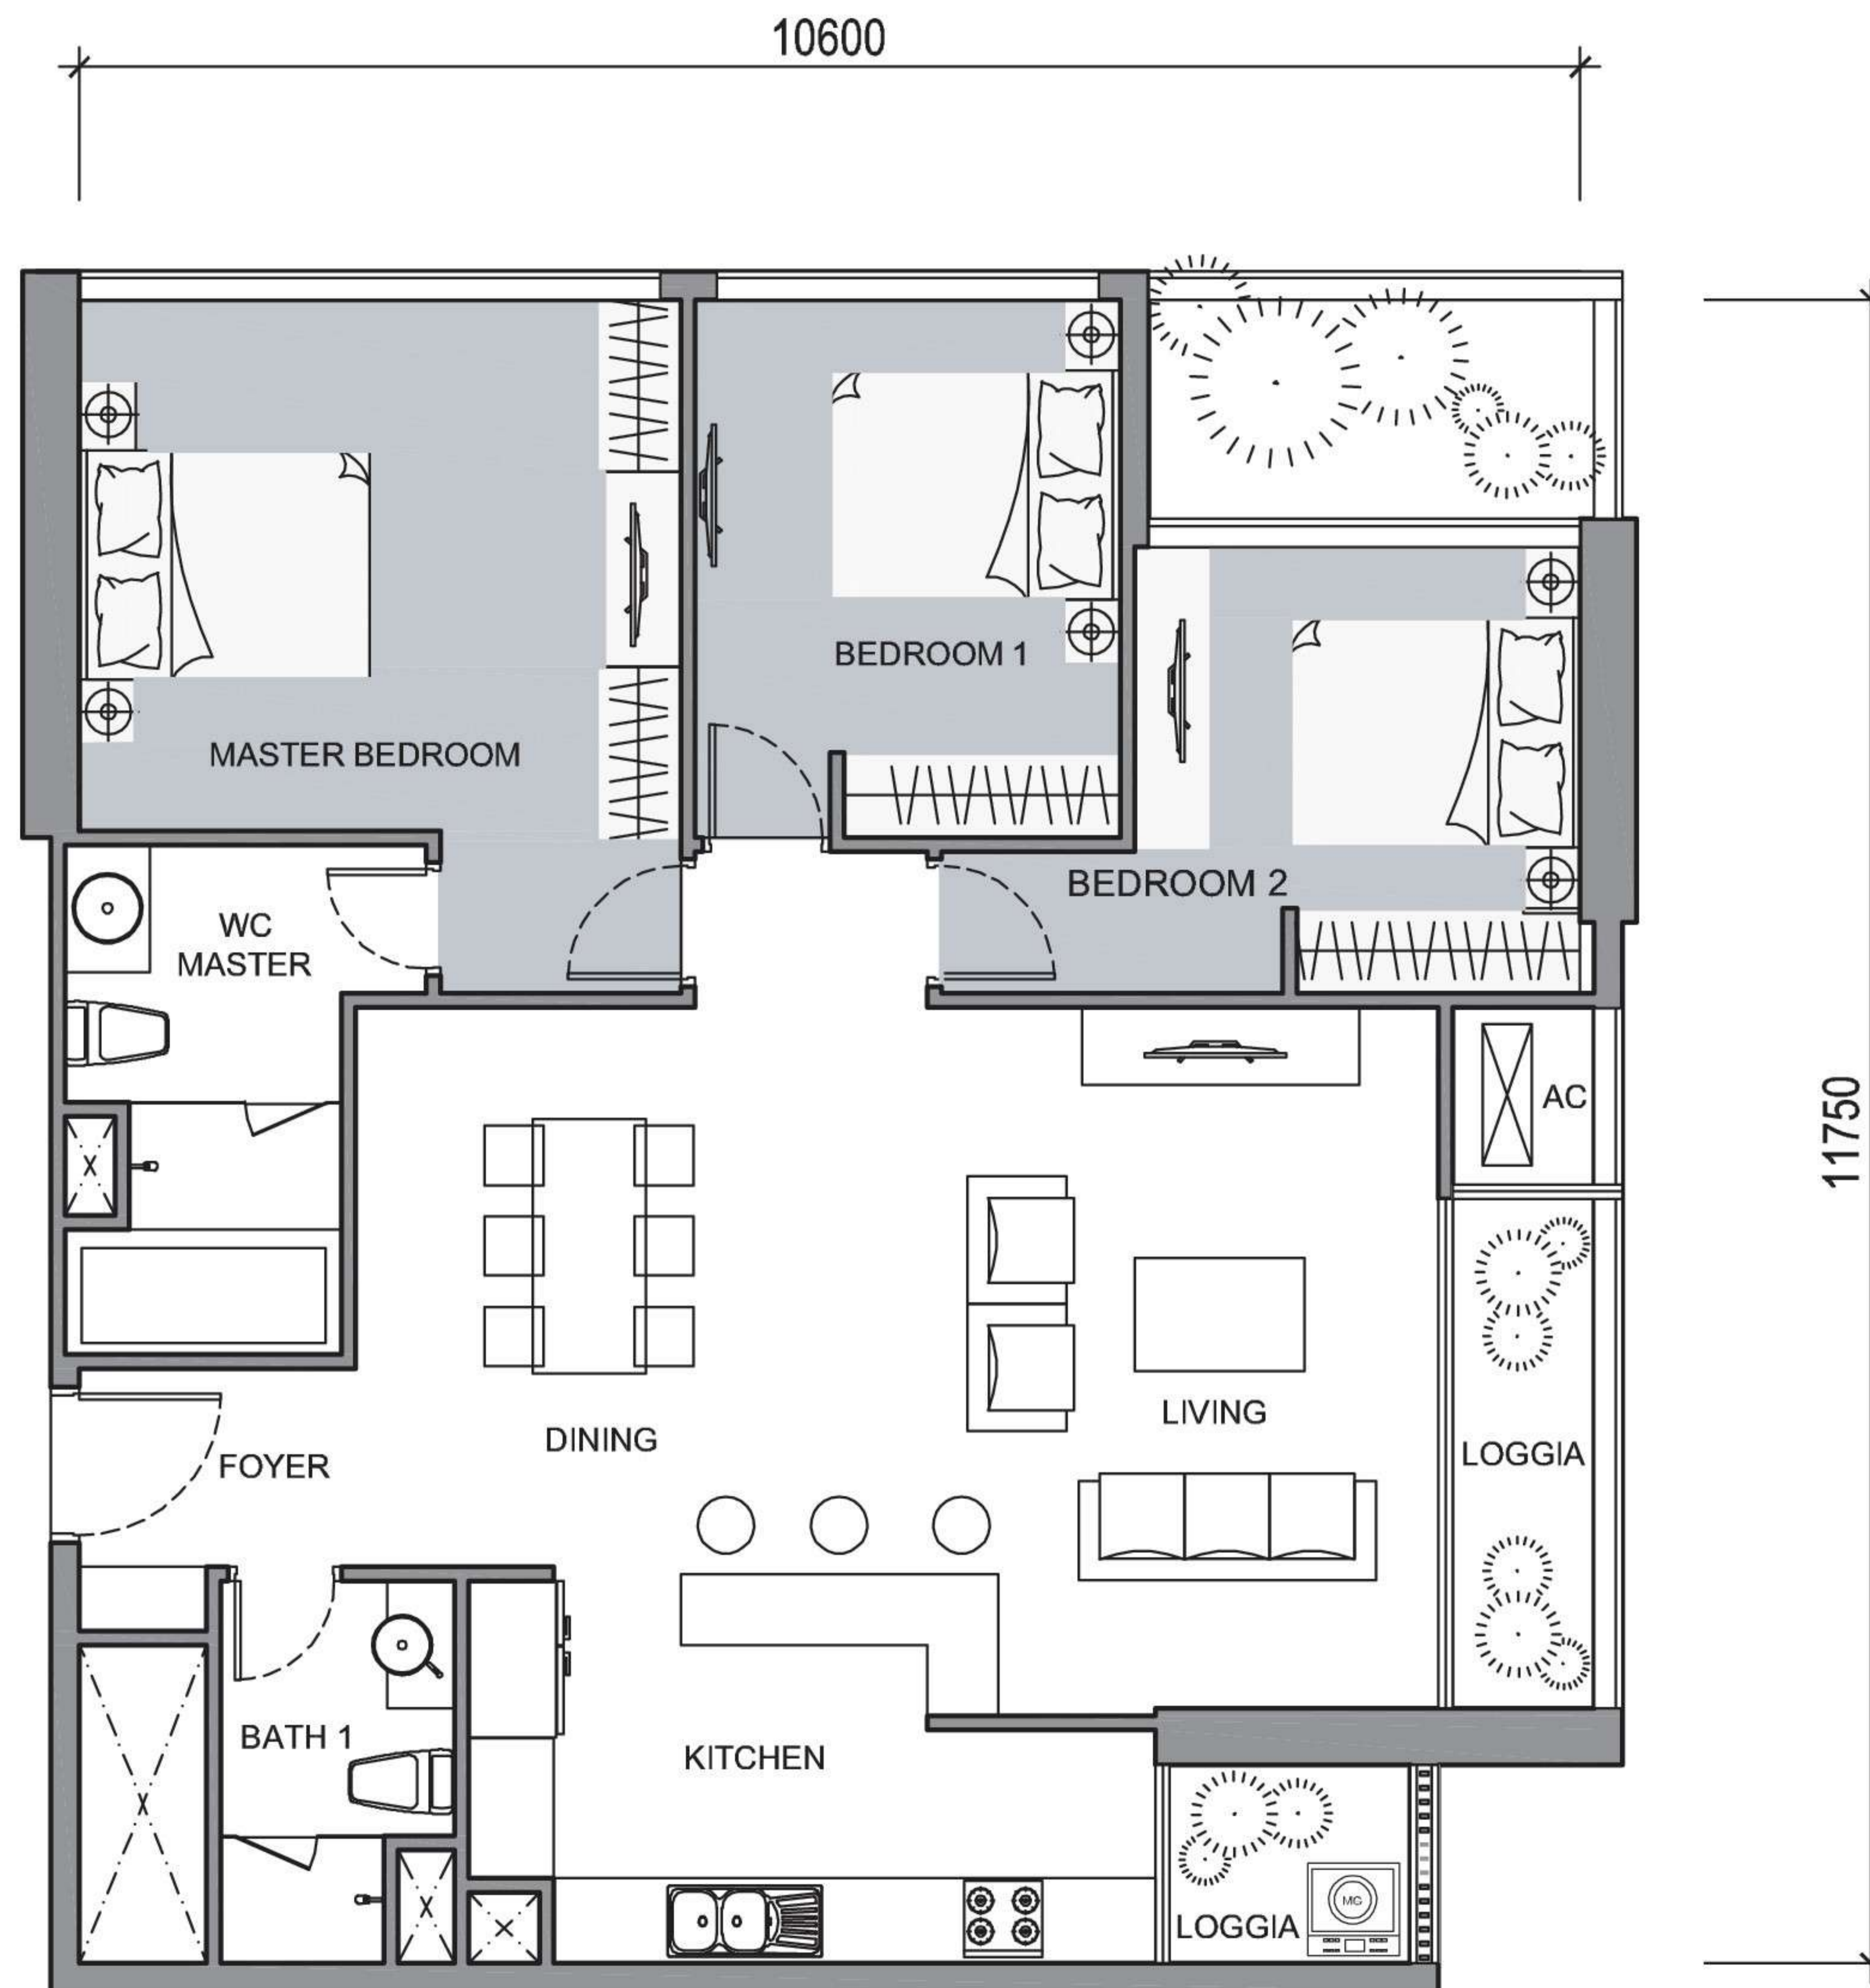 10600
BEDROOM 1
MASTER BEDROOM
BEDROOM 2
WC
MASTER
AC
11750
X
LIVING
DINING
LOGGIA
FOYER
BATH 1
KITCHEN
X
X
X
MG
LOGGIA